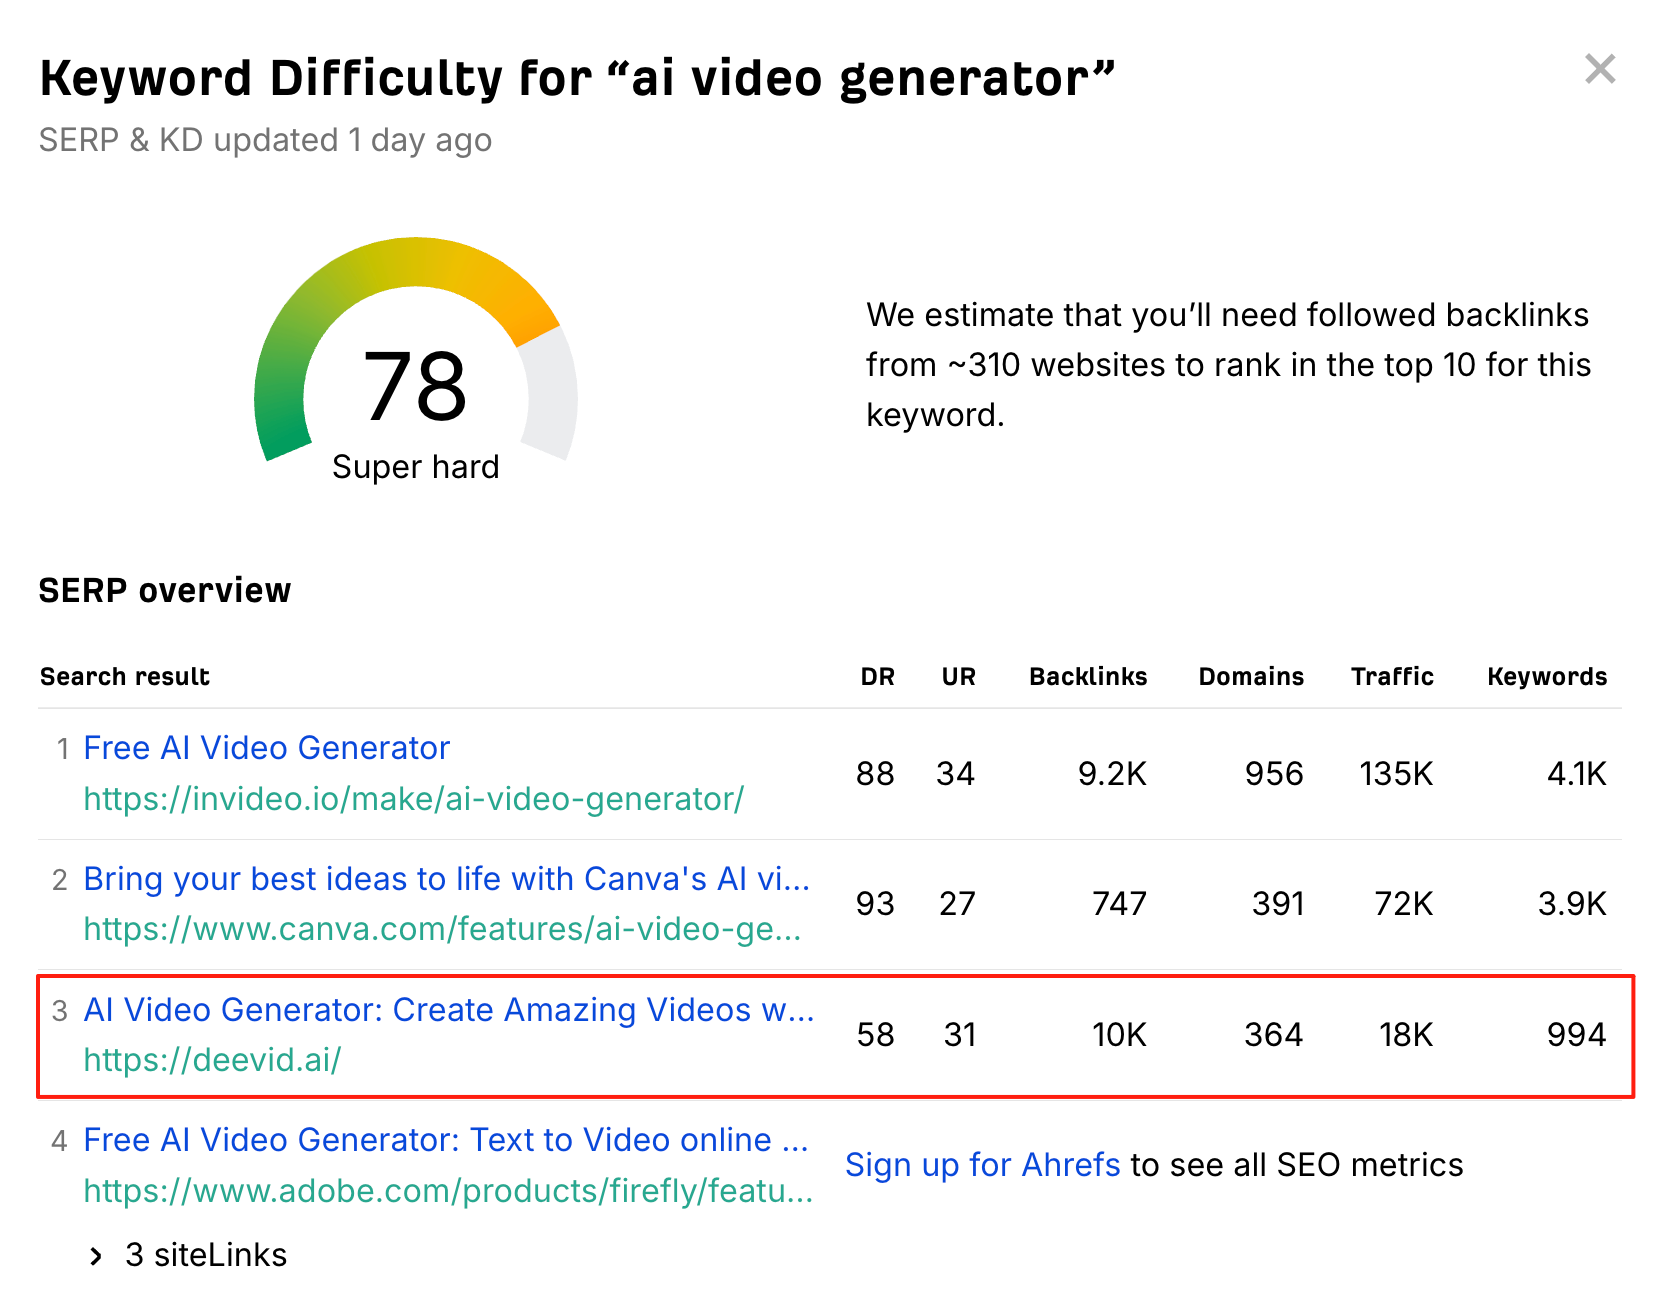 Keyword Difficulty for “ai video generator”
SERP & KD updated 1 day ago
78
Super hard
We estimate that you’ll need followed backlinks
from ~310 websites to rank in the top 10 for this
keyword.
SERP overview
Search result DR UR Backlinks Domains Traffic Keywords
1 Free AI Video Generator
https://invideo.io/make/ai-video-generator/
88 34 9.2K 956 135K 4.1K
2 Bring your best ideas to life with Canva's AI vi...
https://www.canva.com/features/ai-video-ge...
93 27 747 391 72K 3.9K
3 AI Video Generator: Create Amazing Videos w...
https://deevid.ai/
58 31 10K 364 18K 994
4 Free AI Video Generator: Text to Video online ...
https://www.adobe.com/products/firefly/featu...
Sign up for Ahrefs to see all SEO metrics
3 siteLinks